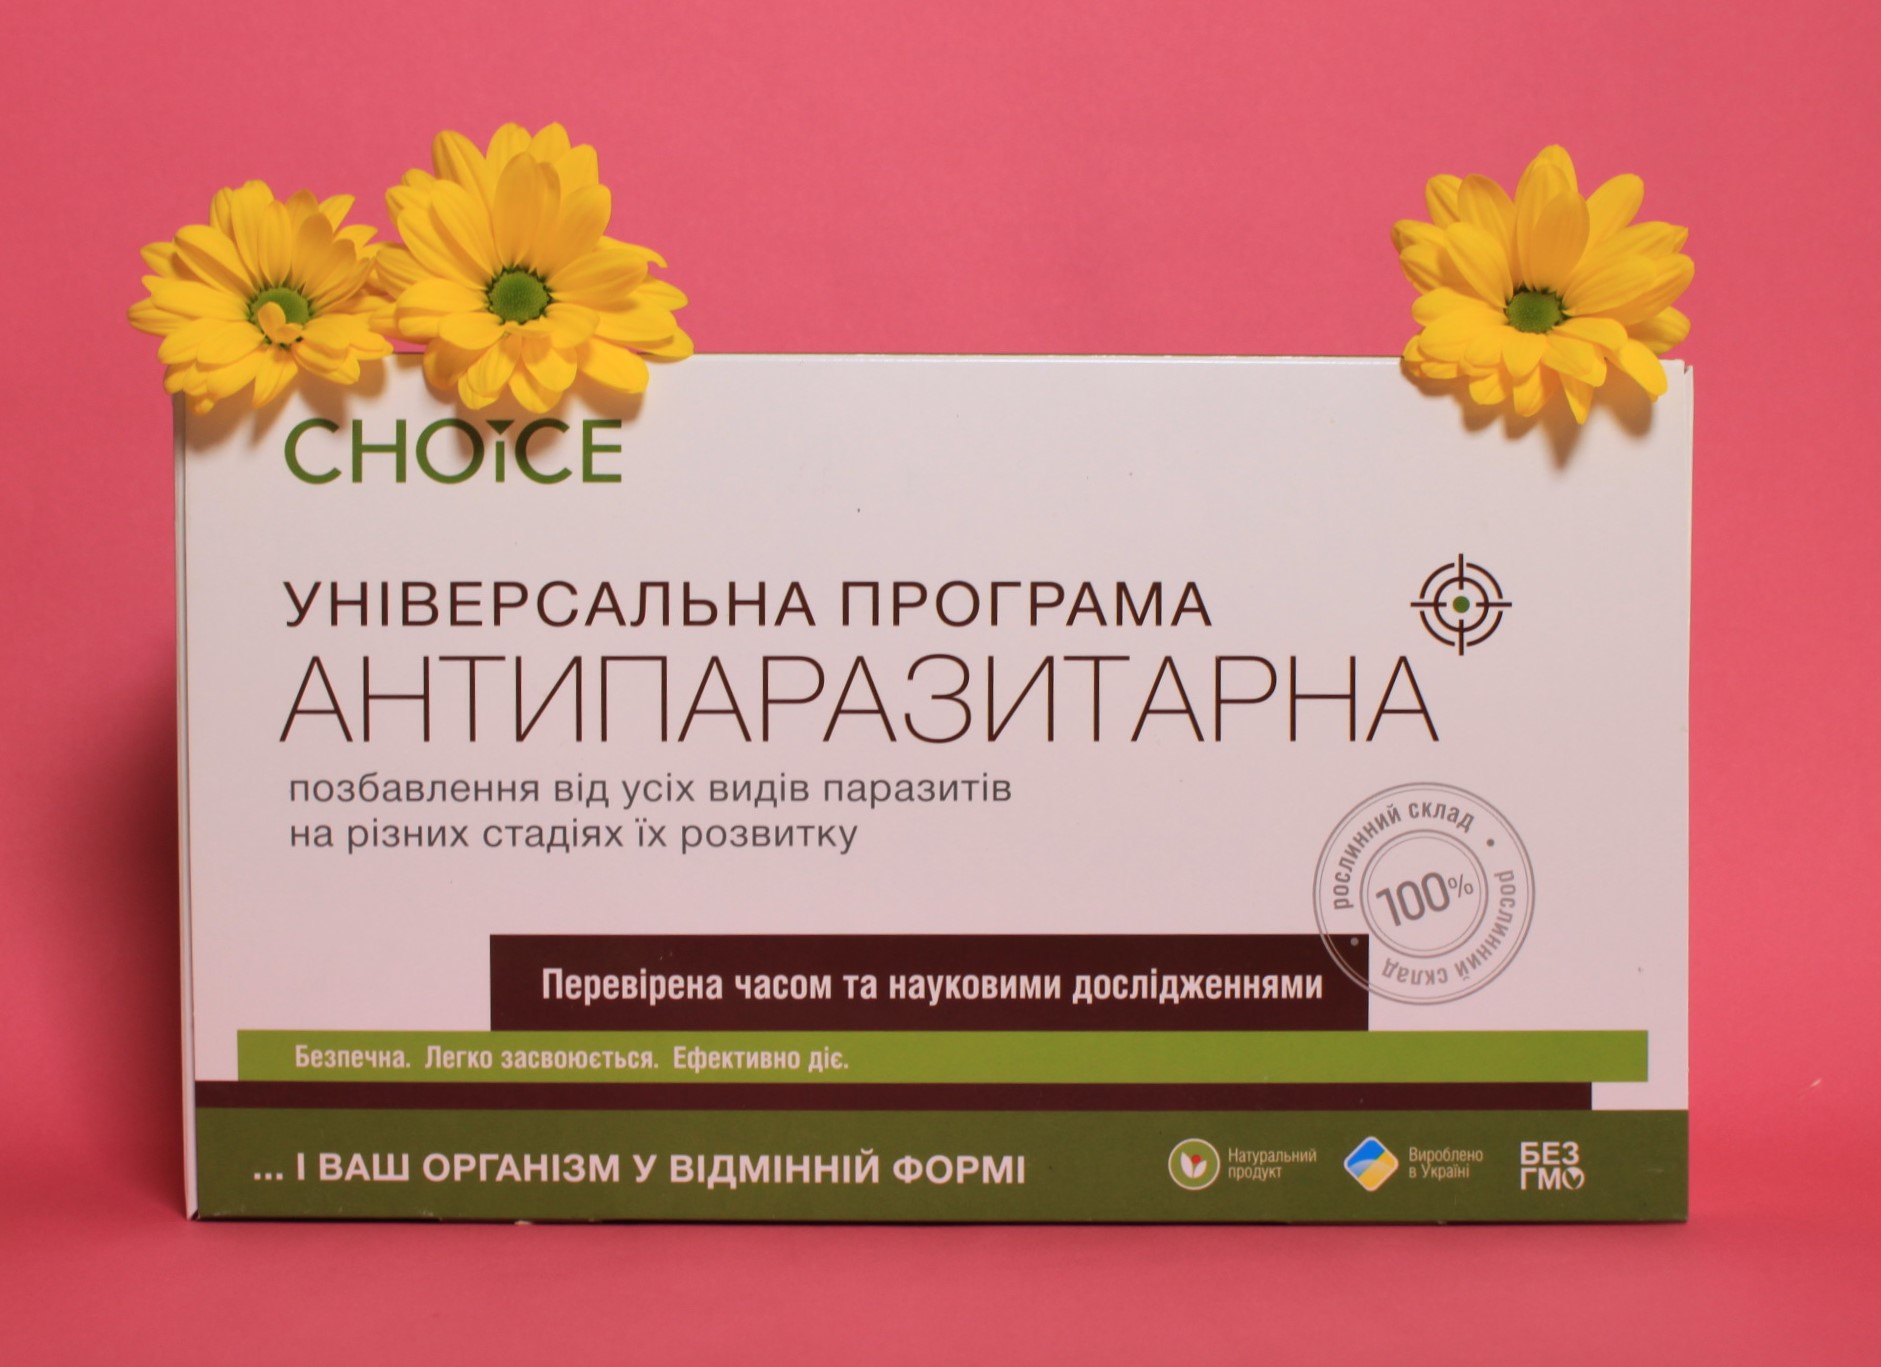 CHOICE
УНІВЕРСАЛЬНА ПРОГРАМА
АНТИПАРАЗИТАРНА
позбавлення від усіх видів паразитів
на різних стадіях їх розвитку
рослинний склад • рослинний склад •
100%
Перевірена часом та науковими дослідженнями
Безпечна. Легко засвоюється. Ефективно діє.
... І ВАШ ОРГАНІЗМ У ВІДМІННІЙ ФОРМІ
Натуральний
продукт
Вироблено
в Україні
БЕЗ
ГМО